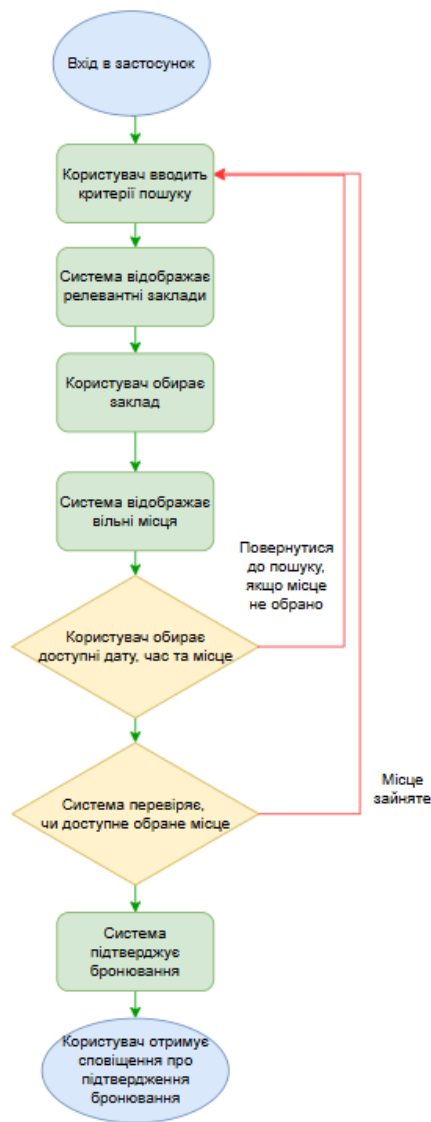 Вхід в застосунок
Користувач вводить
критерії пошуку
Система відображає
релевантні заклади
Користувач обирає
заклад
Система відображає
вільні місця
Повернутися
до пошуку,
якщо місце
не обрано
Користувач обирає
доступні дату, час та місце
Система перевіряє,
чи доступне обране місце
Місце
зайняте
Система
підтверджує
бронювання
Користувач отримує
сповіщення про
підтвердження
бронювання